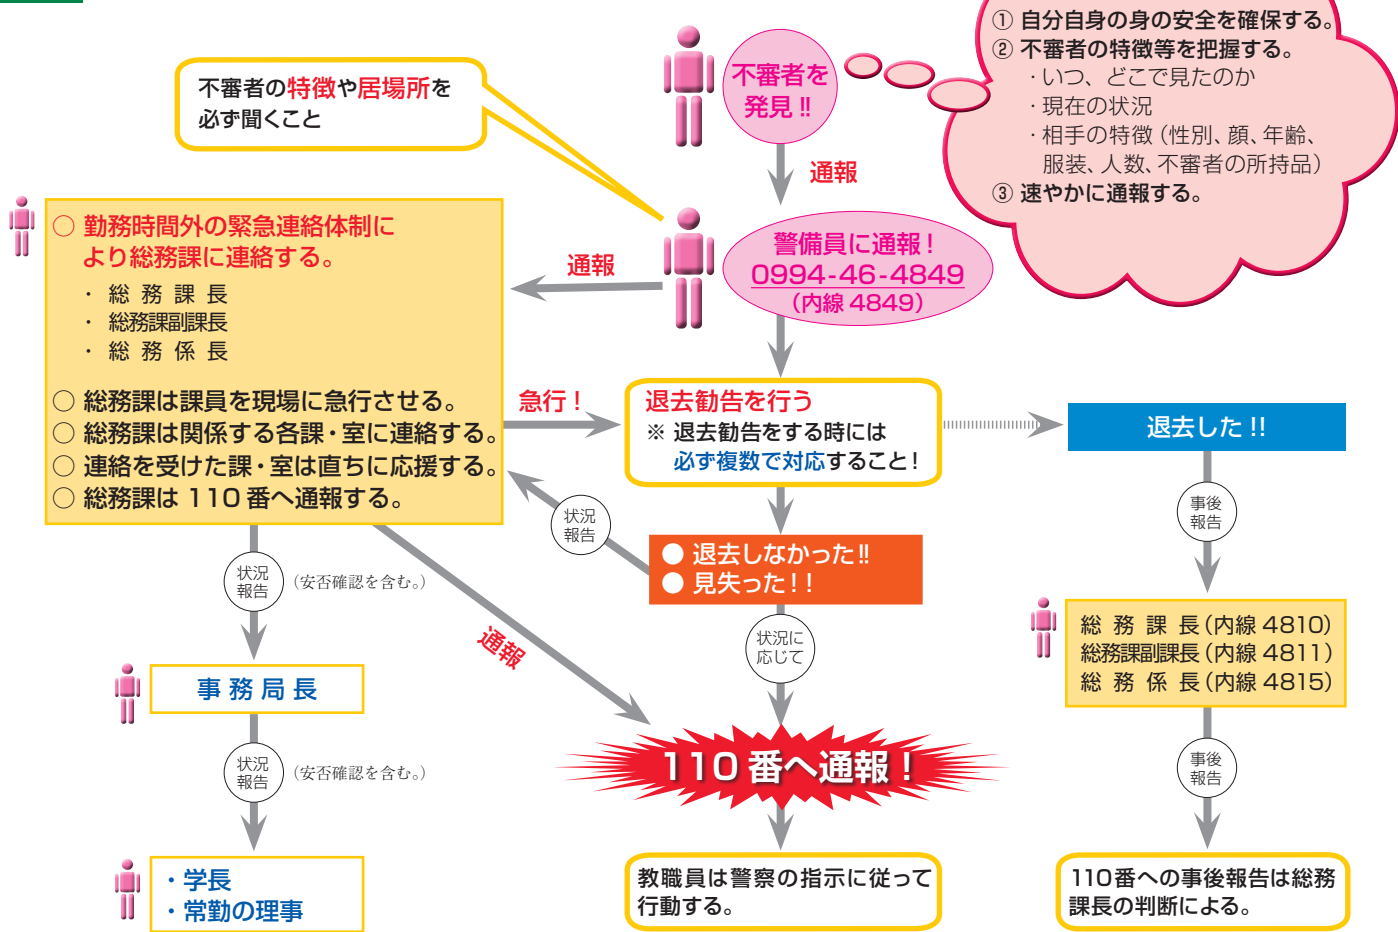 ① 自分自身の身の安全を確保する。
② 不審者の特徴等を把握する。
・いつ、どこで見たのか
・現在の状況
・相手の特徴（性別、顔、年齢、
服装、人数、不審者の所持品）
③ 速やかに通報する。
不審者を
発見 !!
不審者の特徴や居場所を
必ず聞くこと
通報
警備員に通報！
0994-46-4849
（内線 4849）
通報
○ 勤務時間外の緊急連絡体制に
より総務課に連絡する。
・ 総 務 課 長
・ 総務課副課長
・ 総 務 係 長
○ 総務課は課員を現場に急行させる。
○ 総務課は関係する各課・室に連絡する。
○ 連絡を受けた課・室は直ちに応援する。
○ 総務課は 110 番へ通報する。
急行！
退去勧告を行う
※ 退去勧告をする時には
必ず複数で対応すること！
退去した !!
状況
報告
● 退去しなかった!!
● 見失った！！
事後
報告
状況
報告
（安否確認を含む。）
通報
状況に
応じて
総 務 課 長（内線 4810）
総務課副課長（内線 4811）
総 務 係 長（内線 4815）
事 務 局 長
110 番へ通報！
状況
報告
（安否確認を含む。）
事後
報告
・学長
・常勤の理事
教職員は警察の指示に従って
行動する。
110番への事後報告は総務
課長の判断による。